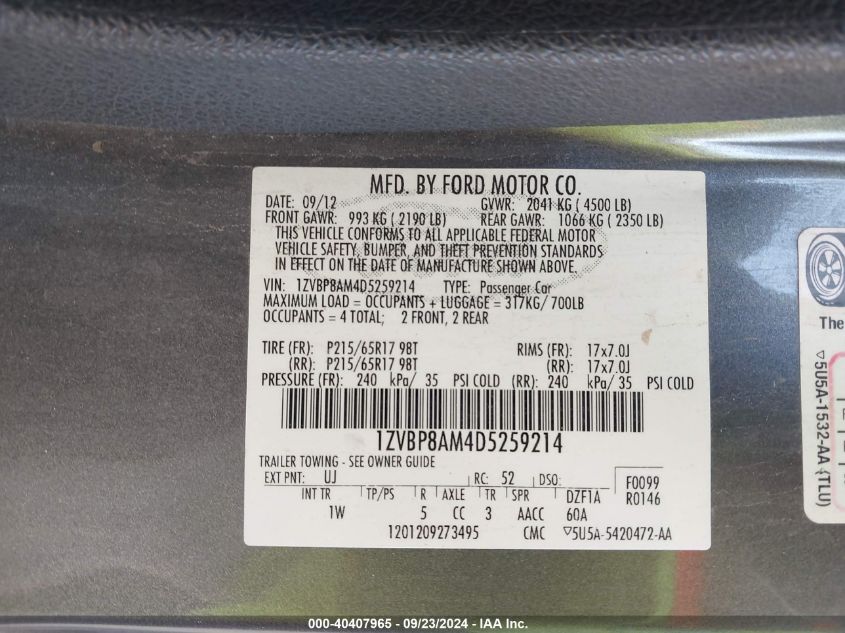 MFD. BY FORD MOTOR CO.
DATE: 09/12 GVWR: 2041 KG ( 4500 LB)
FRONT GAWR: 993 KG ( 2190 LB) REAR GAWR: 1066 KG ( 2350 LB)
THIS VEHICLE CONFORMS TO ALL APPLICABLE FEDERAL MOTOR
VEHICLE SAFETY, BUMPER, AND THEFT PREVENTION STANDARDS
IN EFFECT ON THE DATE OF MANUFACTURE SHOWN ABOVE.
VIN: 1ZVBP8AM4D5259214 TYPE: Passenger Car
MAXIMUM LOAD = OCCUPANTS + LUGGAGE = 317KG/ 700LB
OCCUPANTS = 4 TOTAL; 2 FRONT, 2 REAR
TIRE (FR): P215/65R17 98T RIMS (FR): 17x7.0J
(RR): P215/65R17 98T (RR): 17x7.0J
PRESSURE (FR): 240 kPa/ 35 PSI COLD (RR): 240 kPa/ 35 PSI COLD
1ZVBP8AM4D5259214
TRAILER TOWING - SEE OWNER GUIDE
EXT PNT: UJ RC: 52 DSO: F0099
INT TR TP/PS R AXLE TR SPR DZF1A R0146
1W 5 CC 3 AACC 60A
1201209273495 CMC ▽5U5A-5420472-AA
The
▽5U5A-1532-AA (TLU)
000-40407965 - 09/23/2024 - IAA Inc.